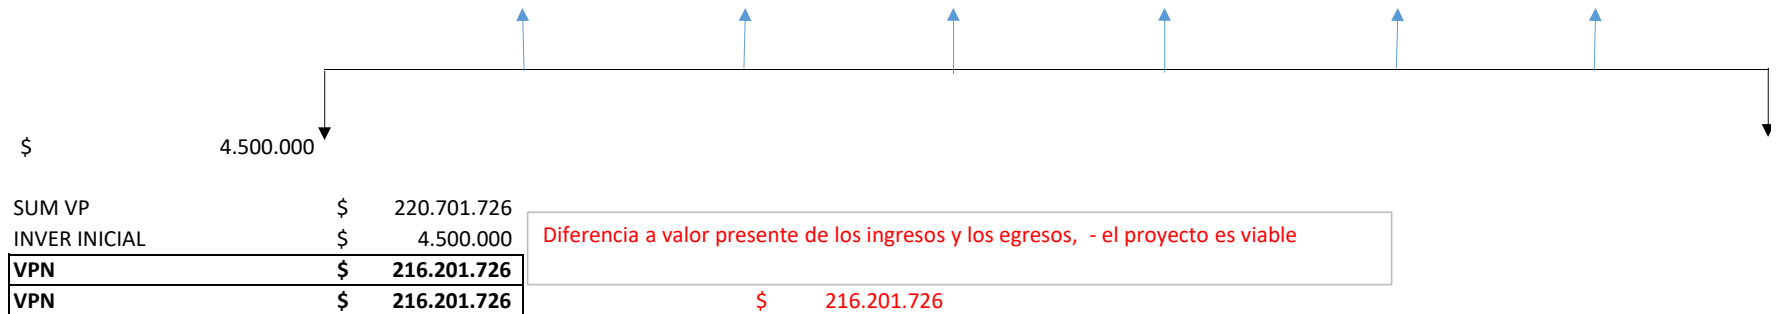 $ 4.500.000
SUM VP $ 220.701.726
INVER INICIAL $ 4.500.000
Diferencia a valor presente de los ingresos y los egresos, - el proyecto es viable
VPN $ 216.201.726
VPN $ 216.201.726 $ 216.201.726